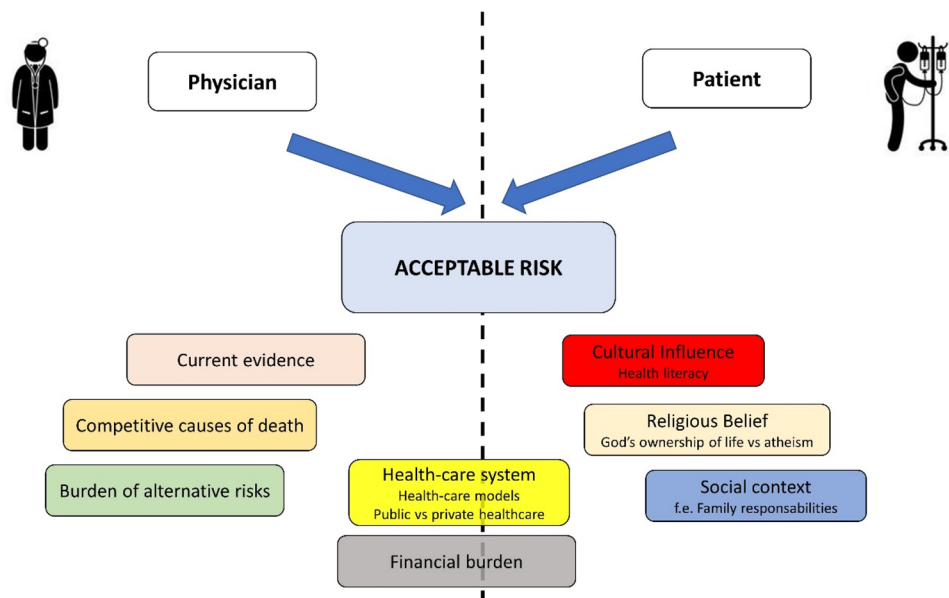 Physician
Patient
ACCEPTABLE RISK
Current evidence
Cultural Influence
Health literacy
Competitive causes of death
Religious Belief
God's ownership of life vs atheism
Burden of alternative risks
Health-care system
Health-care models
Public vs private healthcare
Social context
f.e. Family responsabilities
Financial burden